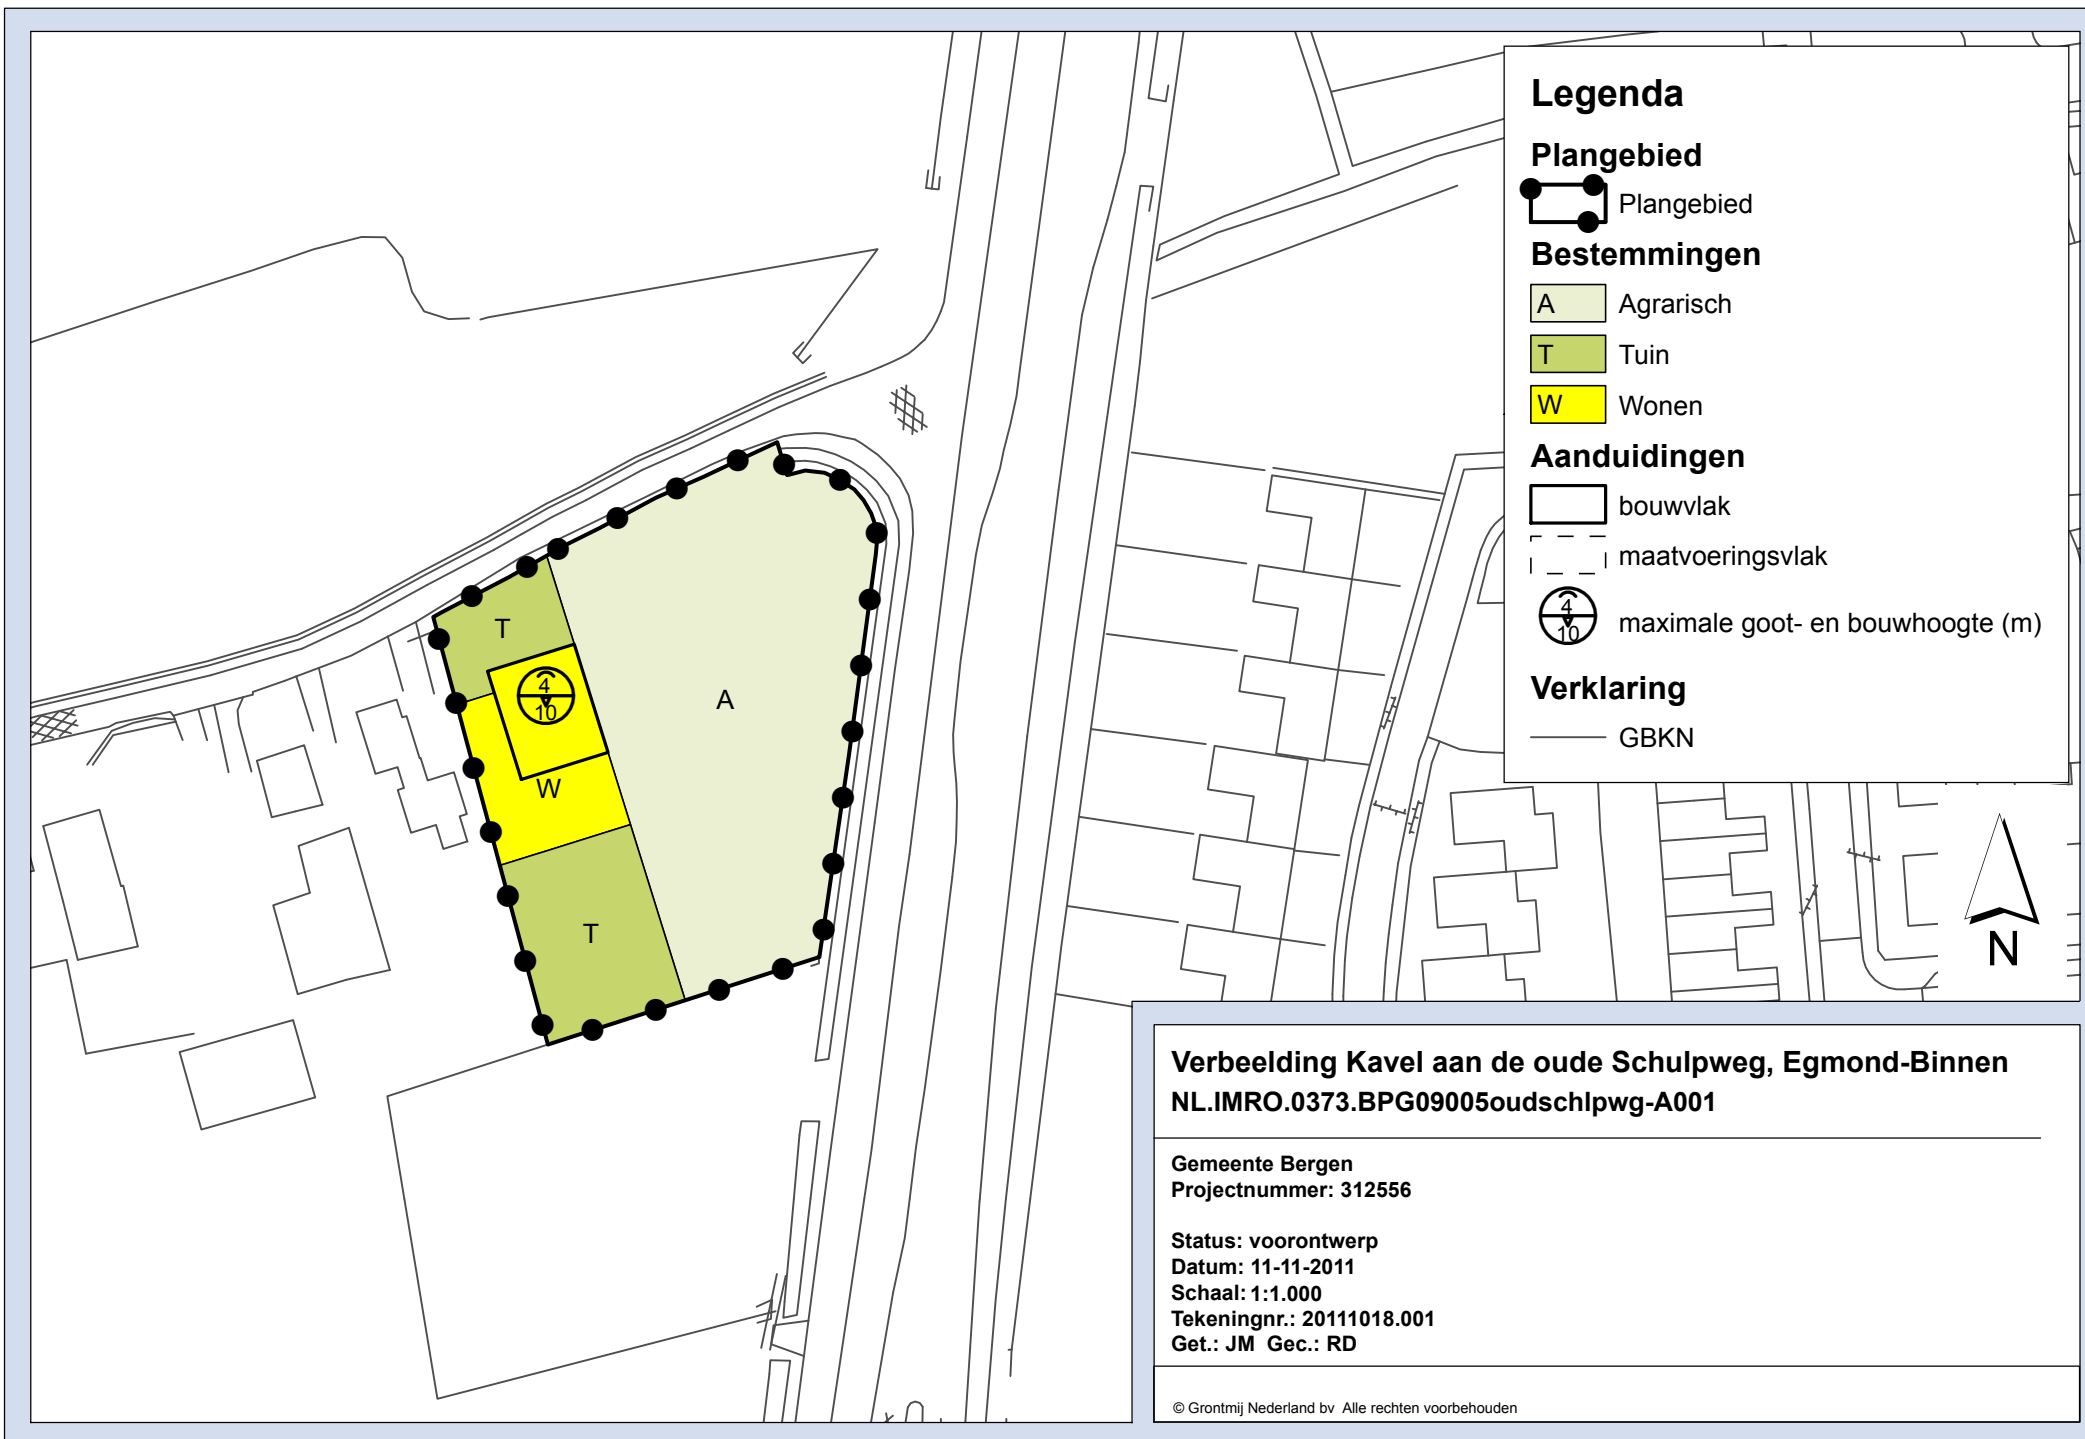 Legenda
Plangebied
Plangebied
Bestemmingen
A Agrarisch
T Tuin
W Wonen
Aanduidingen
bouwvlak
maatvoeringsvlak
4
10
maximale goot- en bouwhoogte (m)
Verklaring
GBKN
T
4
10
A
W
T
N
Verbeelding Kavel aan de oude Schulpweg, Egmond-Binnen
NL.IMRO.0373.BPG09005oudschlpwg-A001
Gemeente Bergen
Projectnummer: 312556
Status: voorontwerp
Datum: 11-11-2011
Schaal: 1:1.000
Tekeningnr.: 20111018.001
Get.: JM Gec.: RD
© Grontmij Nederland bv Alle rechten voorbehouden